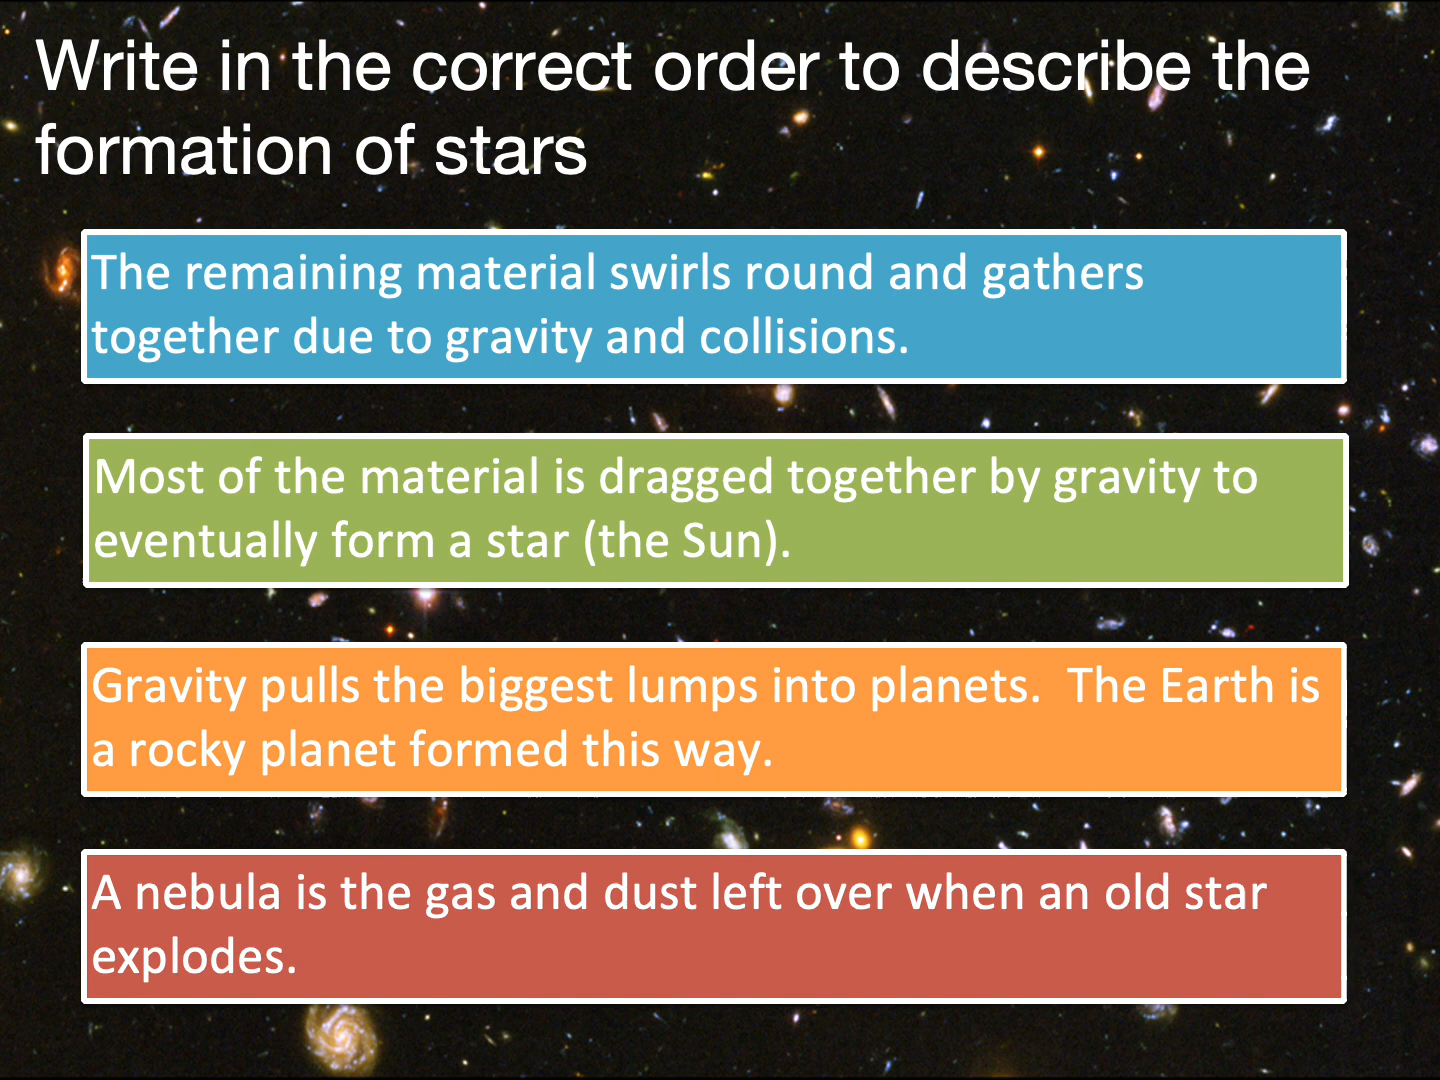 Write in the correct order to describe the
formation of stars
The remaining material swirls round and gathers
together due to gravity and collisions.
Most of the material is dragged together by gravity to
eventually form a star (the Sun).
Gravity pulls the biggest lumps into planets.  The Earth is
a rocky planet formed this way.
A nebula is the gas and dust left over when an old star
explodes.